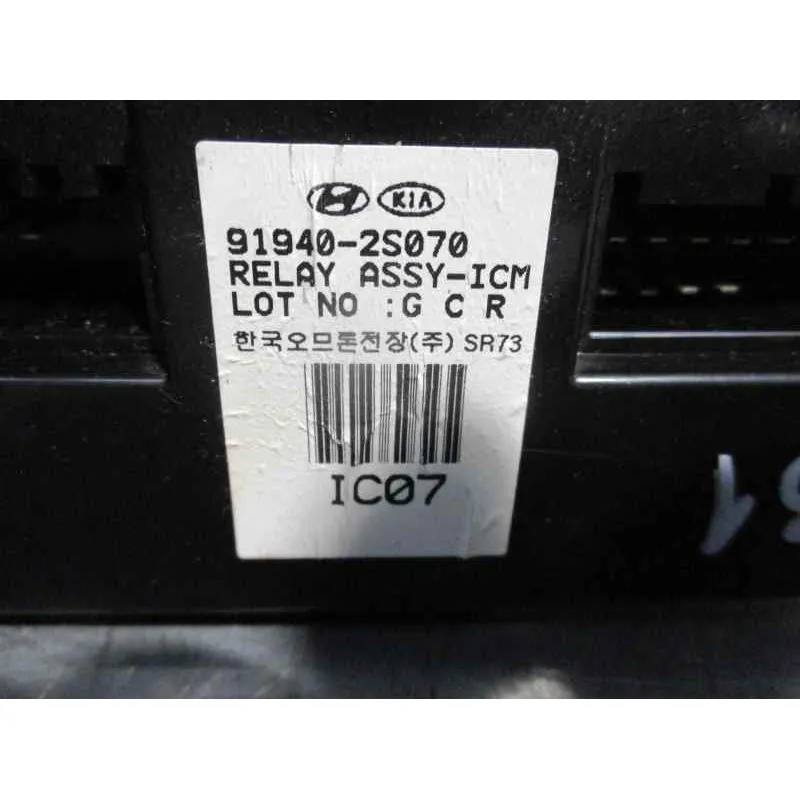 KIA
91940-2S070
RELAY ASSY-ICM
LOT NO :G C R
한국오므론전장(주) SR73
IC07